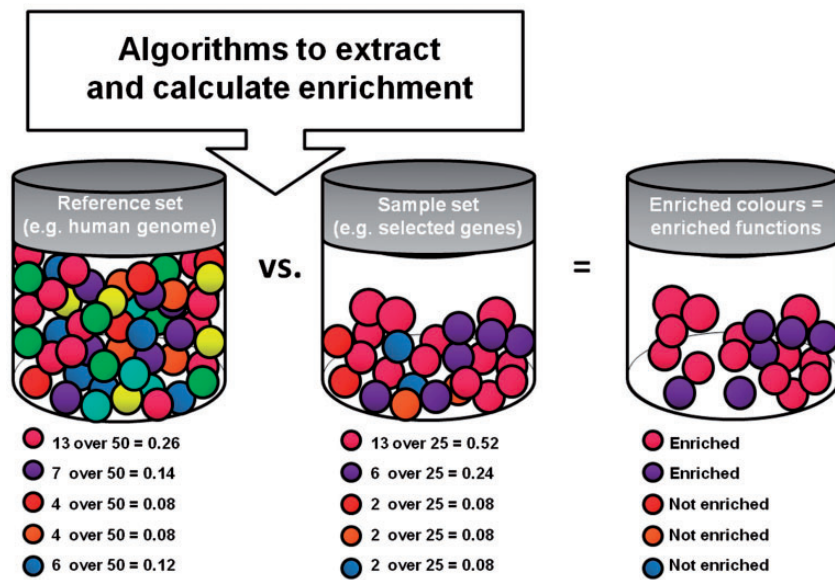 Algorithms to extract
and calculate enrichment
Reference set
(e.g. human genome)
vs.
Sample set
(e.g. selected genes)
=
Enriched colours =
enriched functions
13 over 50 = 0.26
7 over 50 = 0.14
4 over 50 = 0.08
4 over 50 = 0.08
6 over 50 = 0.12
13 over 25 = 0.52
6 over 25 = 0.24
2 over 25 = 0.08
2 over 25 = 0.08
2 over 25 = 0.08
Enriched
Enriched
Not enriched
Not enriched
Not enriched